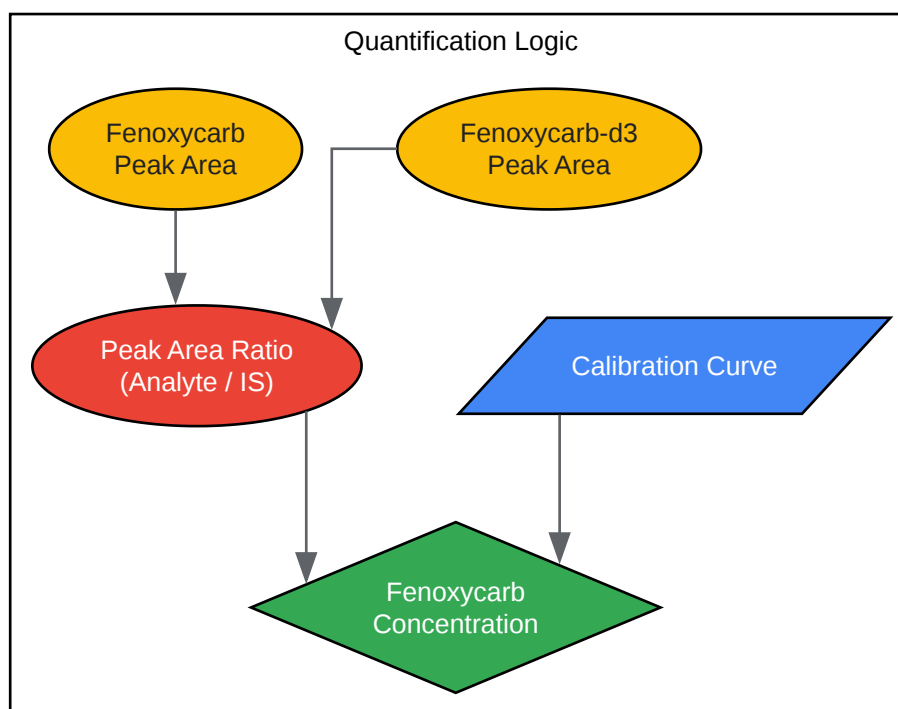 Quantification Logic
Fenoxycarb
Peak Area
Fenoxycarb-d3
Peak Area
Peak Area Ratio
(Analyte / IS)
Calibration Curve
Fenoxycarb
Concentration